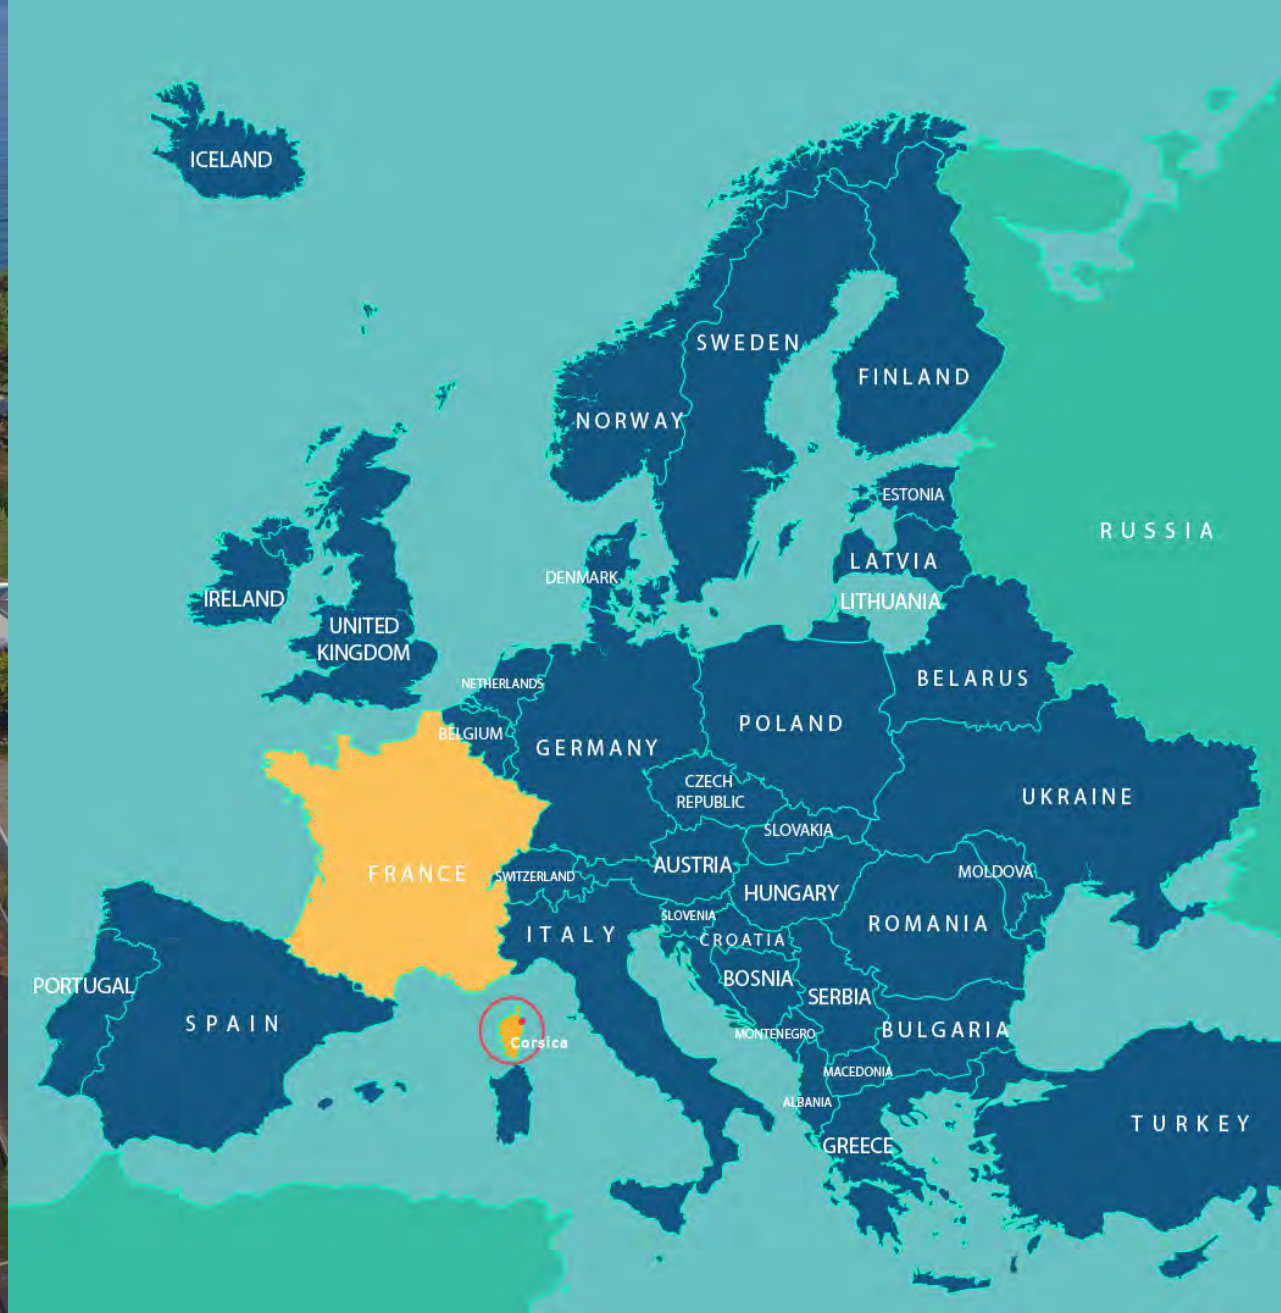 ICELAND
SWEDEN
FINLAND
NORWAY
ESTONIA
RUSSIA
LATVIA
DENMARK
LITHUANIA
IRELAND
UNITED
KINGDOM
BELARUS
NETHERLANDS
POLAND
BELGIUM
GERMANY
CZECH
REPUBLIC
UKRAINE
SLOVAKIA
AUSTRIA
FRANCE
SWITZERLAND
MOLDOVA
HUNGARY
SLOVENIA
ROMANIA
ITALY
CROATIA
BOSNIA
PORTUGAL
SERBIA
SPAIN
BULGARIA
MONTENEGRO
Corsica
MACEDONIA
ALBANIA
TURKEY
GREECE